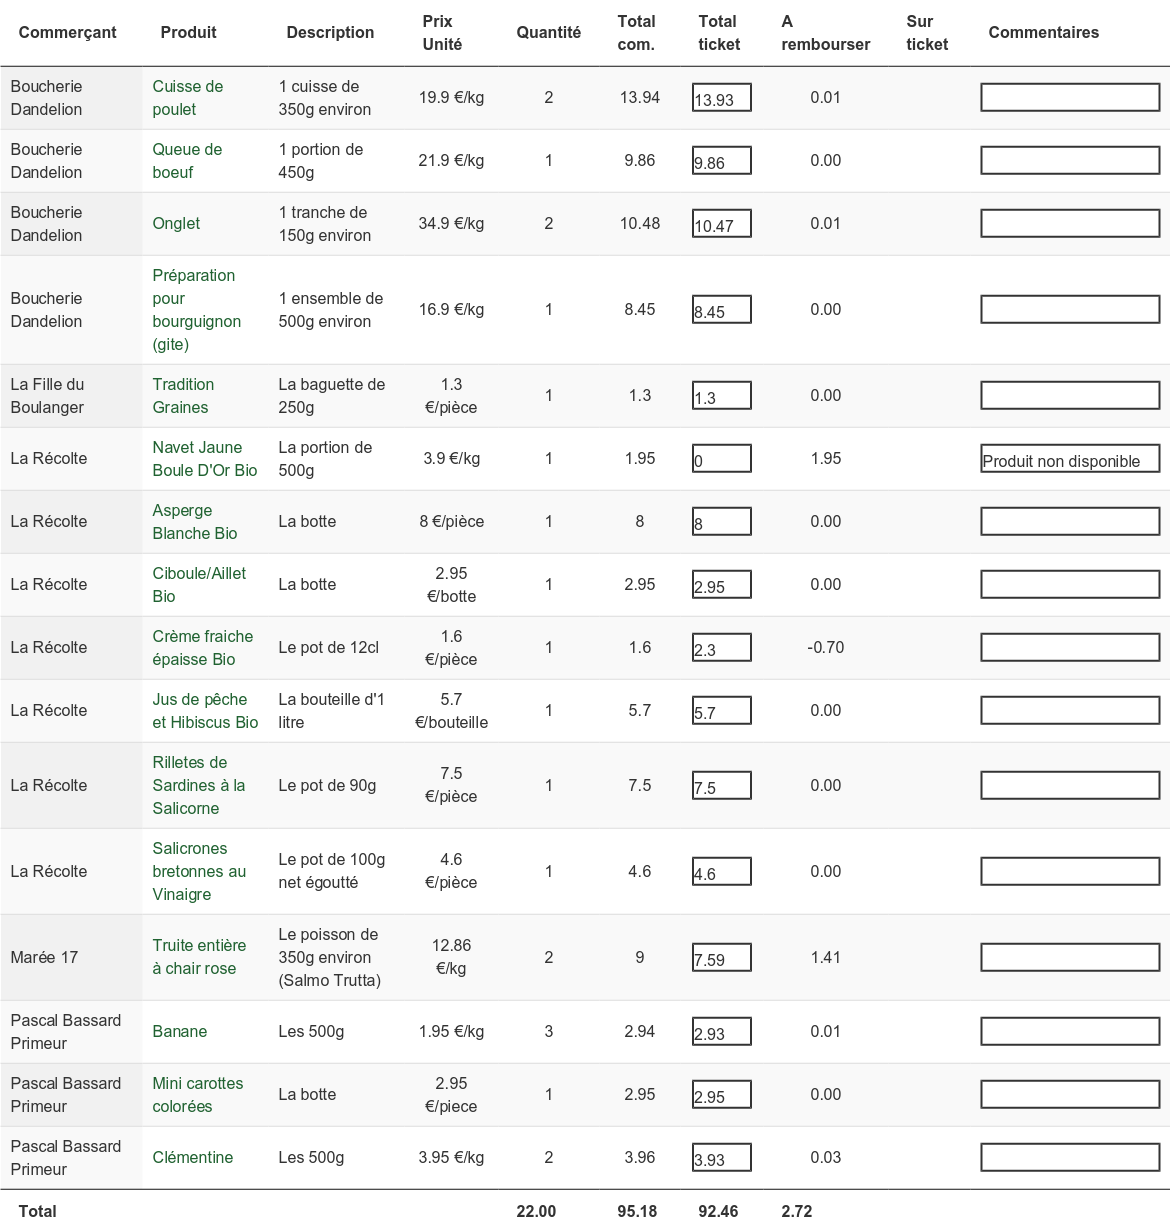 Commerçant Produit Description Prix Unité Quantité Total com. Total ticket A rembourser Sur ticket Commentaires
Boucherie Dandelion Cuisse de poulet 1 cuisse de 350g environ 19.9 €/kg 2 13.94 13.93 0.01
Boucherie Dandelion Queue de boeuf 1 portion de 450g 21.9 €/kg 1 9.86 9.86 0.00
Boucherie Dandelion Onglet 1 tranche de 150g environ 34.9 €/kg 2 10.48 10.47 0.01
Boucherie Dandelion Préparation pour bourguignon (gite) 1 ensemble de 500g environ 16.9 €/kg 1 8.45 8.45 0.00
La Fille du Boulanger Tradition Graines La baguette de 250g 1.3 €/pièce 1 1.3 1.3 0.00
La Récolte Navet Jaune Boule D'Or Bio La portion de 500g 3.9 €/kg 1 1.95 0 1.95 Produit non disponible
La Récolte Asperge Blanche Bio La botte 8 €/pièce 1 8 8 0.00
La Récolte Ciboule/Aillet Bio La botte 2.95 €/botte 1 2.95 2.95 0.00
La Récolte Crème fraiche épaisse Bio Le pot de 12cl 1.6 €/pièce 1 1.6 2.3 -0.70
La Récolte Jus de pêche et Hibiscus Bio La bouteille d'1 litre 5.7 €/bouteille 1 5.7 5.7 0.00
La Récolte Rilletes de Sardines à la Salicorne Le pot de 90g 7.5 €/pièce 1 7.5 7.5 0.00
La Récolte Salicrones bretonnes au Vinaigre Le pot de 100g net égoutté 4.6 €/pièce 1 4.6 4.6 0.00
Marée 17 Truite entière à chair rose Le poisson de 350g environ (Salmo Trutta) 12.86 €/kg 2 9 7.59 1.41
Pascal Bassard Primeur Banane Les 500g 1.95 €/kg 3 2.94 2.93 0.01
Pascal Bassard Primeur Mini carottes colorées La botte 2.95 €/piece 1 2.95 2.95 0.00
Pascal Bassard Primeur Clémentine Les 500g 3.95 €/kg 2 3.96 3.93 0.03
Total 22.00 95.18 92.46 2.72